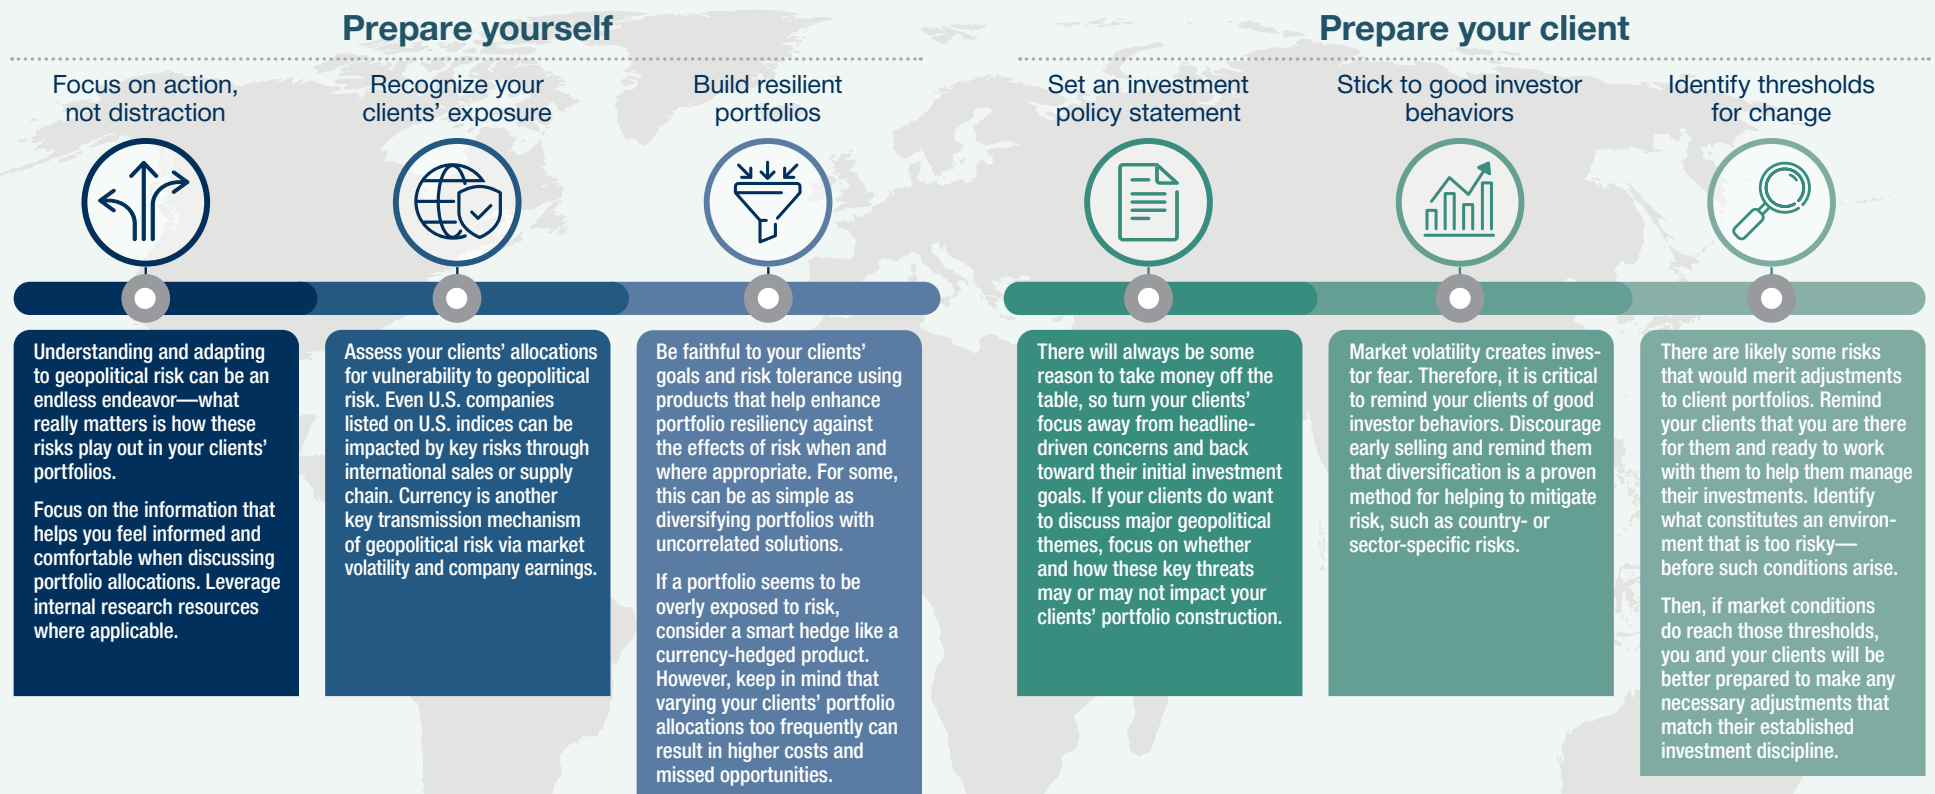 Prepare yourself
Focus on action,
not distraction
Recognize your
clients’ exposure
Build resilient
portfolios
Understanding and adapting
to geopolitical risk can be an
endless endeavor—what
really matters is how these
risks play out in your clients’
portfolios.
Focus on the information that
helps you feel informed and
comfortable when discussing
portfolio allocations. Leverage
internal research resources
where applicable.
Assess your clients’ allocations
for vulnerability to geopolitical
risk. Even U.S. companies
listed on U.S. indices can be
impacted by key risks through
international sales or supply
chain. Currency is another
key transmission mechanism
of geopolitical risk via market
volatility and company earnings.
Be faithful to your clients’
goals and risk tolerance using
products that help enhance
portfolio resiliency against
the effects of risk when and
where appropriate. For some,
this can be as simple as
diversifying portfolios with
uncorrelated solutions.
If a portfolio seems to be
overly exposed to risk,
consider a smart hedge like a
currency-hedged product.
However, keep in mind that
varying your clients’ portfolio
allocations too frequently can
result in higher costs and
missed opportunities.
Prepare your client
Set an investment
policy statement
Stick to good investor
behaviors
Identify thresholds
for change
There will always be some
reason to take money off the
table, so turn your clients’
focus away from headline-
driven concerns and back
toward their initial investment
goals. If your clients do want
to discuss major geopolitical
themes, focus on whether
and how these key threats
may or may not impact your
clients’ portfolio construction.
Market volatility creates inves-
tor fear. Therefore, it is critical
to remind your clients of good
investor behaviors. Discourage
early selling and remind them
that diversification is a proven
method for helping to mitigate
risk, such as country- or
sector-specific risks.
There are likely some risks
that would merit adjustments
to client portfolios. Remind
your clients that you are there
for them and ready to work
with them to help them manage
their investments. Identify
what constitutes an environ-
ment that is too risky—
before such conditions arise.
Then, if market conditions
do reach those thresholds,
you and your clients will be
better prepared to make any
necessary adjustments that
match their established
investment discipline.